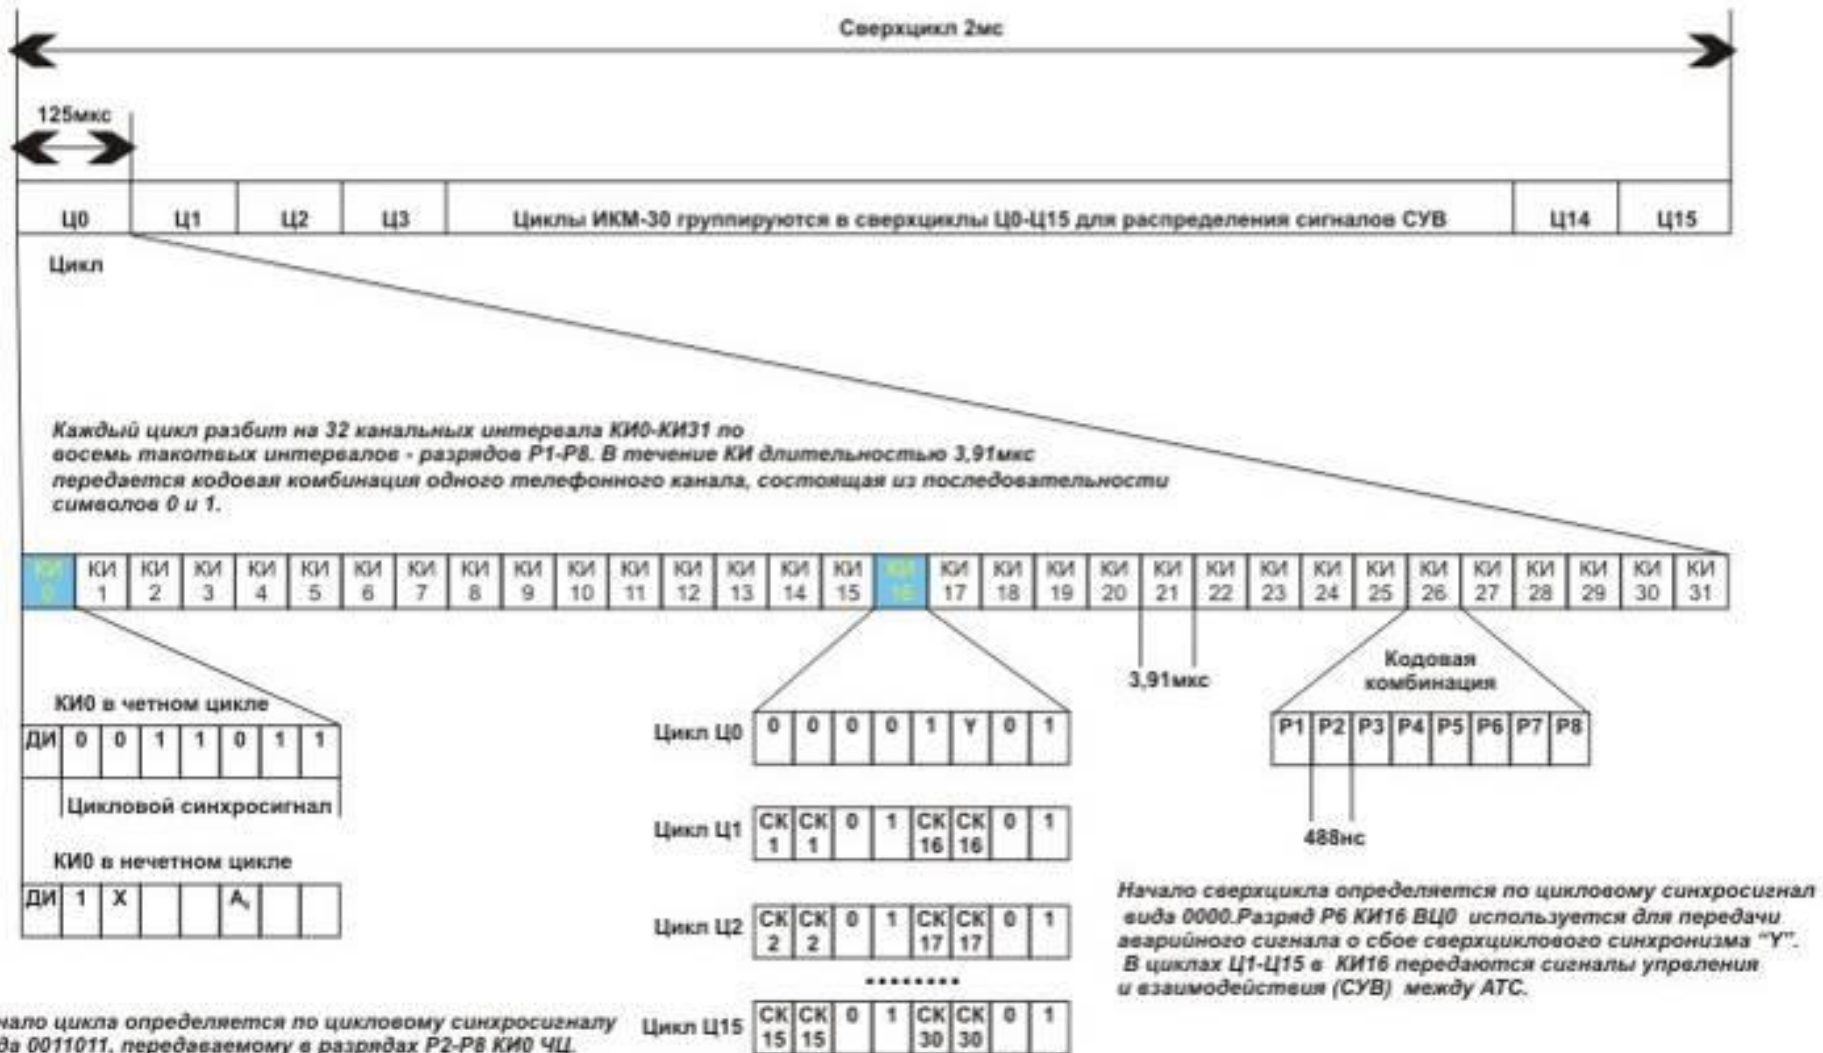 Сверхцикл 2мс
125мкс
Ц0 Ц1 Ц2 Ц3 Циклы ИКМ-30 группируются в сверхциклы Ц0-Ц15 для распределения сигналов СУВ Ц14 Ц15
Цикл
Каждый цикл разбит на 32 канальных интервала КИ0-КИ31 по
восемь такотвых интервалов - разрядов Р1-Р8. В течение КИ длительностью 3,91мкс
передается кодовая комбинация одного телефонного канала, состоящая из последовательности
символов 0 и 1.
КИ КИ КИ КИ КИ КИ КИ КИ КИ КИ КИ КИ КИ КИ КИ КИ КИ КИ КИ КИ КИ КИ КИ КИ КИ КИ КИ КИ КИ КИ КИ КИ
0 1 2 3 4 5 6 7 8 9 10 11 12 13 14 15 16 17 18 19 20 21 22 23 24 25 26 27 28 29 30 31
КИ0 в четном цикле
ДИ 0 0 1 1 0 1 1
Цикловой синхросигнал
КИ0 в нечетном цикле
ДИ 1 X
Цикл Ц0 0 0 0 0 1 Y 0 1
Цикл Ц1 СК СК 0 1 СК СК 0 1
1 1 16 16
Цикл Ц2 СК СК 0 1 СК СК 0 1
2 2 17 17
........
Цикл Ц15 СК СК 0 1 СК СК 0 1
15 15 30 30
3,91мкс
Кодовая
комбинация
Р1 Р2 Р3 Р4 Р5 Р6 Р7 Р8
488нс
Начало сверхцикла определяется по цикловому синхросигнал
вида 0000.Разряд Р6 КИ16 ВЦ0 используется для передачи
аварийного сигнала о сбое сверхциклового синхронизма "Y".
В циклах Ц1-Ц15 в КИ16 передаются сигналы упрвления
и взаимодействия (СУВ) между АТС.
цикла определяется по цикловому синхросигналу
0011011, передаваемому в разрядах Р2-Р8 КИ0 ЧЦ.